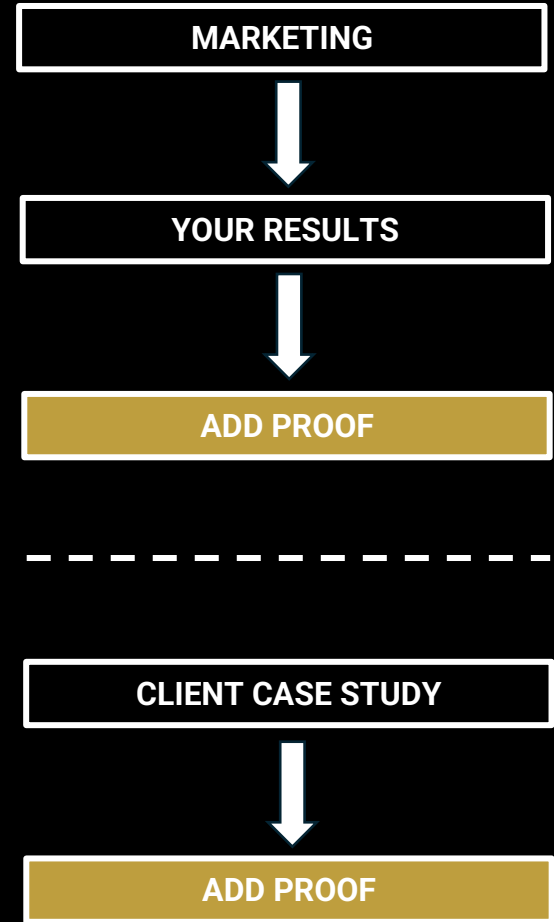 MARKETING
YOUR RESULTS
ADD PROOF
CLIENT CASE STUDY
ADD PROOF